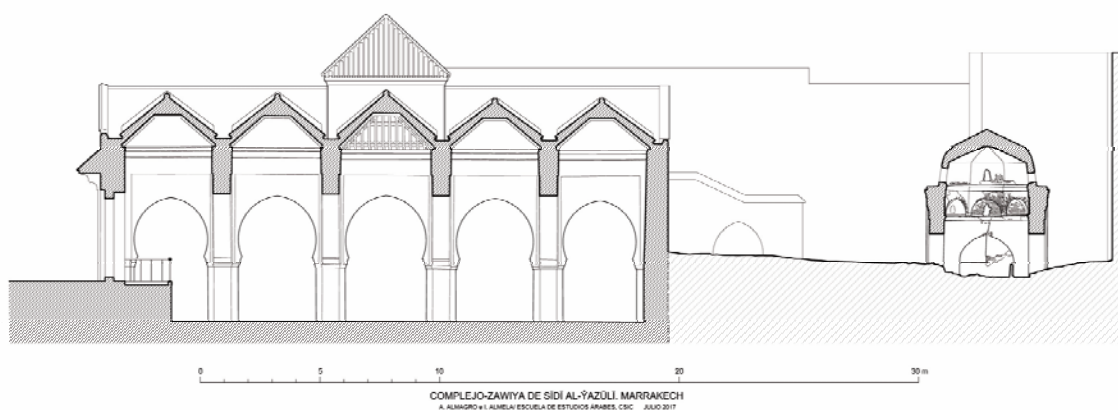 0 5 10 20 30 m
COMPLEJO-ZAWIYA DE SĪDĪ AL-ŶAZŪLĪ. MARRAKECH
A. ALMAGRO e I. ALMELA/ ESCUELA DE ESTUDIOS ÁRABES, CSIC JULIO 2017